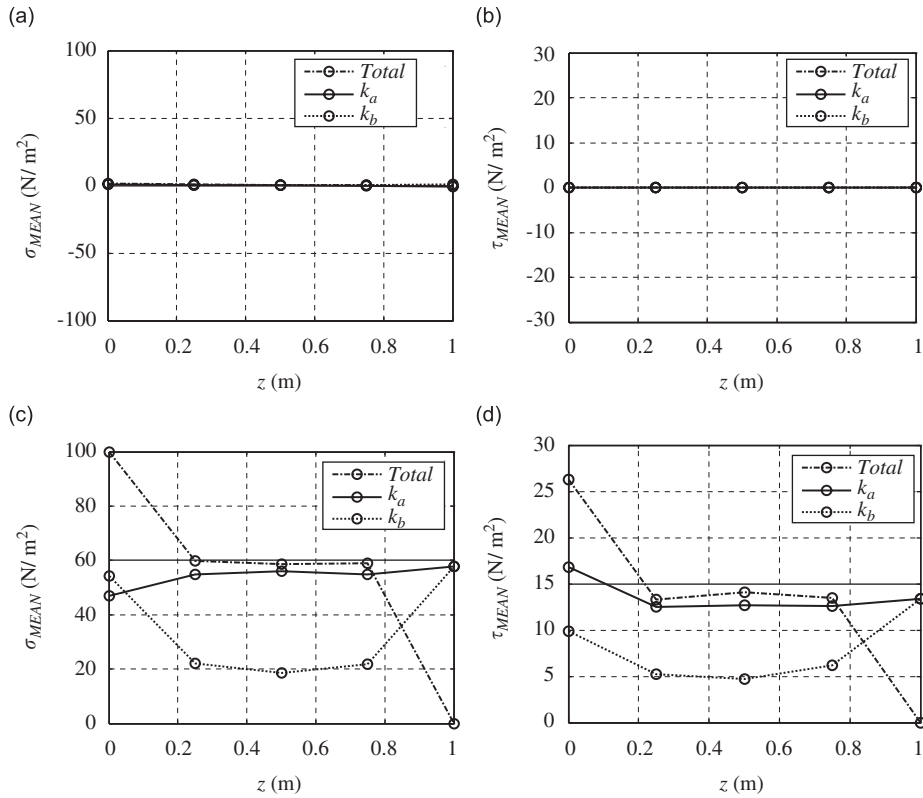 (a)
100
50
0
-50
-100
σMEAN (N/ m²)
Total
ka
kb
0 0.2 0.4 0.6 0.8 1
z (m)
(b)
30
20
10
0
-10
-20
-30
τMEAN (N/ m²)
Total
ka
kb
0 0.2 0.4 0.6 0.8 1
z (m)
(c)
100
80
60
40
20
0
σMEAN (N/ m²)
Total
ka
kb
0 0.2 0.4 0.6 0.8 1
z (m)
(d)
30
25
20
15
10
5
0
τMEAN (N/ m²)
Total
ka
kb
0 0.2 0.4 0.6 0.8 1
z (m)